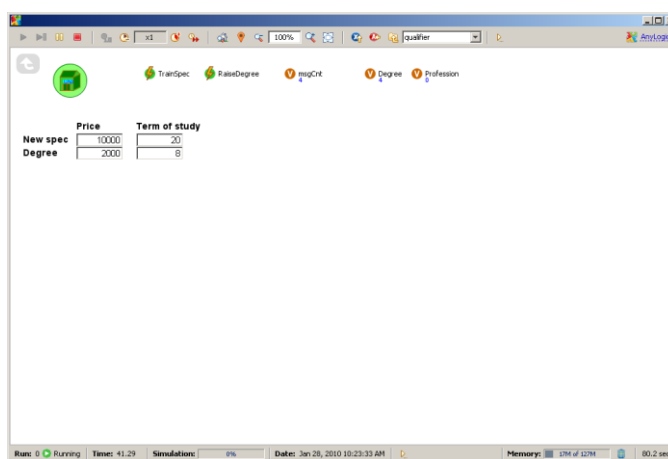 x1 100% qualifier AnyLogic
TrainSpec RaiseDegree msgCnt Degree Profession
4 4 0
Price Term of study
New spec 10000 20
Degree 2000 8
Run: 0 Running Time: 41.29 Simulation: 0% Date: Jan 28, 2010 10:23:33 AM Memory: 17M of 127M 80.2 sec